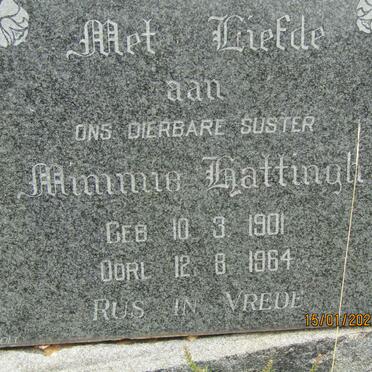 Met Liefde
aan
ONS DIERBARE SUSTER
Minnie Hattingh
GEB 10 3 1901
OORL 12 8 1964
RUS IN VREDE
15/01/202